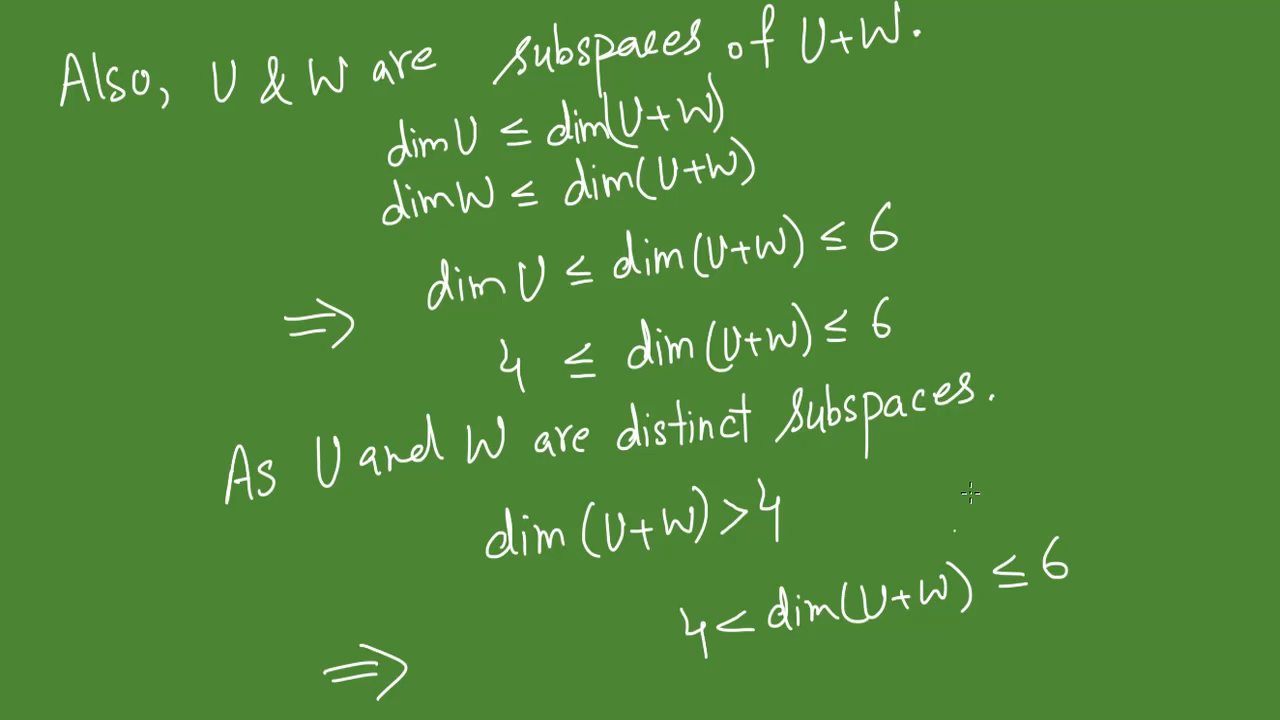 Also, U & W are subspaces of U+W.
dim U ≤ dim(U+W)
dim W ≤ dim(U+W)
⇒ dim U ≤ dim(U+W) ≤ 6
4 ≤ dim(U+W) ≤ 6
As U and W are distinct subspaces.
dim(U+W) > 4
⇒ 4 < dim(U+W) ≤ 6